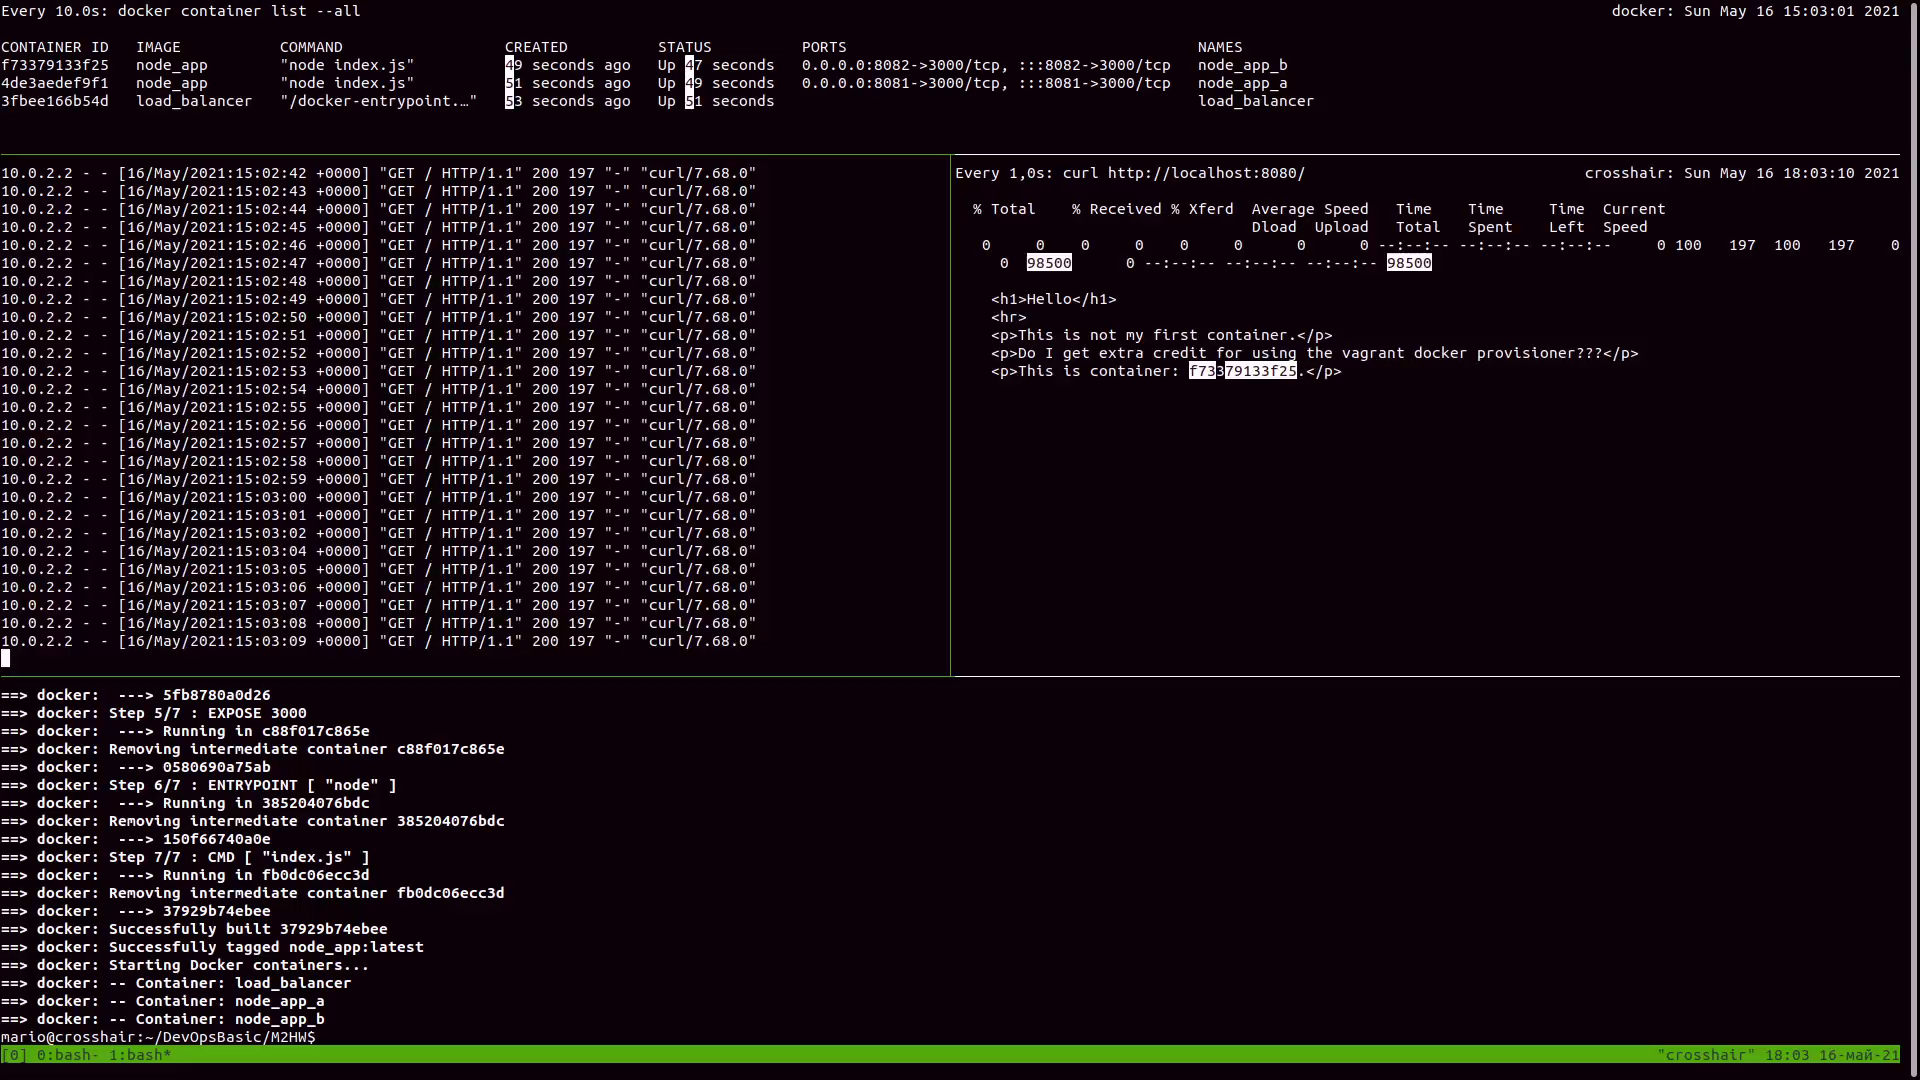 Every 10.0s: docker container list --all docker: Sun May 16 15:03:01 2021
CONTAINER ID IMAGE COMMAND CREATED STATUS PORTS NAMES
f73379133f25 node_app "node index.js" 49 seconds ago Up 47 seconds 0.0.0.0:8082->3000/tcp, :::8082->3000/tcp node_app_b
4de3aedef9f1 node_app "node index.js" 51 seconds ago Up 49 seconds 0.0.0.0:8081->3000/tcp, :::8081->3000/tcp node_app_a
3fbee166b54d load_balancer "/docker-entrypoint.…" 53 seconds ago Up 51 seconds load_balancer
10.0.2.2 - - [16/May/2021:15:02:42 +0000] "GET / HTTP/1.1" 200 197 "-" "curl/7.68.0"
10.0.2.2 - - [16/May/2021:15:02:43 +0000] "GET / HTTP/1.1" 200 197 "-" "curl/7.68.0"
10.0.2.2 - - [16/May/2021:15:02:44 +0000] "GET / HTTP/1.1" 200 197 "-" "curl/7.68.0"
10.0.2.2 - - [16/May/2021:15:02:45 +0000] "GET / HTTP/1.1" 200 197 "-" "curl/7.68.0"
10.0.2.2 - - [16/May/2021:15:02:46 +0000] "GET / HTTP/1.1" 200 197 "-" "curl/7.68.0"
10.0.2.2 - - [16/May/2021:15:02:47 +0000] "GET / HTTP/1.1" 200 197 "-" "curl/7.68.0"
10.0.2.2 - - [16/May/2021:15:02:48 +0000] "GET / HTTP/1.1" 200 197 "-" "curl/7.68.0"
10.0.2.2 - - [16/May/2021:15:02:49 +0000] "GET / HTTP/1.1" 200 197 "-" "curl/7.68.0"
10.0.2.2 - - [16/May/2021:15:02:50 +0000] "GET / HTTP/1.1" 200 197 "-" "curl/7.68.0"
10.0.2.2 - - [16/May/2021:15:02:51 +0000] "GET / HTTP/1.1" 200 197 "-" "curl/7.68.0"
10.0.2.2 - - [16/May/2021:15:02:52 +0000] "GET / HTTP/1.1" 200 197 "-" "curl/7.68.0"
10.0.2.2 - - [16/May/2021:15:02:53 +0000] "GET / HTTP/1.1" 200 197 "-" "curl/7.68.0"
10.0.2.2 - - [16/May/2021:15:02:54 +0000] "GET / HTTP/1.1" 200 197 "-" "curl/7.68.0"
10.0.2.2 - - [16/May/2021:15:02:55 +0000] "GET / HTTP/1.1" 200 197 "-" "curl/7.68.0"
10.0.2.2 - - [16/May/2021:15:02:56 +0000] "GET / HTTP/1.1" 200 197 "-" "curl/7.68.0"
10.0.2.2 - - [16/May/2021:15:02:57 +0000] "GET / HTTP/1.1" 200 197 "-" "curl/7.68.0"
10.0.2.2 - - [16/May/2021:15:02:58 +0000] "GET / HTTP/1.1" 200 197 "-" "curl/7.68.0"
10.0.2.2 - - [16/May/2021:15:02:59 +0000] "GET / HTTP/1.1" 200 197 "-" "curl/7.68.0"
10.0.2.2 - - [16/May/2021:15:03:00 +0000] "GET / HTTP/1.1" 200 197 "-" "curl/7.68.0"
10.0.2.2 - - [16/May/2021:15:03:01 +0000] "GET / HTTP/1.1" 200 197 "-" "curl/7.68.0"
10.0.2.2 - - [16/May/2021:15:03:02 +0000] "GET / HTTP/1.1" 200 197 "-" "curl/7.68.0"
10.0.2.2 - - [16/May/2021:15:03:04 +0000] "GET / HTTP/1.1" 200 197 "-" "curl/7.68.0"
10.0.2.2 - - [16/May/2021:15:03:05 +0000] "GET / HTTP/1.1" 200 197 "-" "curl/7.68.0"
10.0.2.2 - - [16/May/2021:15:03:06 +0000] "GET / HTTP/1.1" 200 197 "-" "curl/7.68.0"
10.0.2.2 - - [16/May/2021:15:03:07 +0000] "GET / HTTP/1.1" 200 197 "-" "curl/7.68.0"
10.0.2.2 - - [16/May/2021:15:03:08 +0000] "GET / HTTP/1.1" 200 197 "-" "curl/7.68.0"
10.0.2.2 - - [16/May/2021:15:03:09 +0000] "GET / HTTP/1.1" 200 197 "-" "curl/7.68.0"
Every 1,0s: curl http://localhost:8080/ crosshair: Sun May 16 18:03:10 2021
% Total % Received % Xferd Average Speed Time Time Time Current
Dload Upload Total Spent Left Speed
0 0 0 0 0 0 0 0 --:--:-- --:--:-- --:--:-- 0 100 197 100 197 0
0 98500 0 --:--:-- --:--:-- --:--:-- 98500
<h1>Hello</h1>
<hr>
<p>This is not my first container.</p>
<p>Do I get extra credit for using the vagrant docker provisioner???</p>
<p>This is container: f73379133f25.</p>
==> docker: ---> 5fb8780a0d26
==> docker: Step 5/7 : EXPOSE 3000
==> docker: ---> Running in c88f017c865e
==> docker: Removing intermediate container c88f017c865e
==> docker: ---> 0580690a75ab
==> docker: Step 6/7 : ENTRYPOINT [ "node" ]
==> docker: ---> Running in 385204076bdc
==> docker: Removing intermediate container 385204076bdc
==> docker: ---> 150f66740a0e
==> docker: Step 7/7 : CMD [ "index.js" ]
==> docker: ---> Running in fb0dc06ecc3d
==> docker: Removing intermediate container fb0dc06ecc3d
==> docker: ---> 37929b74ebee
==> docker: Successfully built 37929b74ebee
==> docker: Successfully tagged node_app:latest
==> docker: Starting Docker containers...
==> docker: -- Container: load_balancer
==> docker: -- Container: node_app_a
==> docker: -- Container: node_app_b
mario@crosshair:~/DevOpsBasic/M2HW$
[0] 0:bash- 1:bash* "crosshair" 18:03 16-май-21